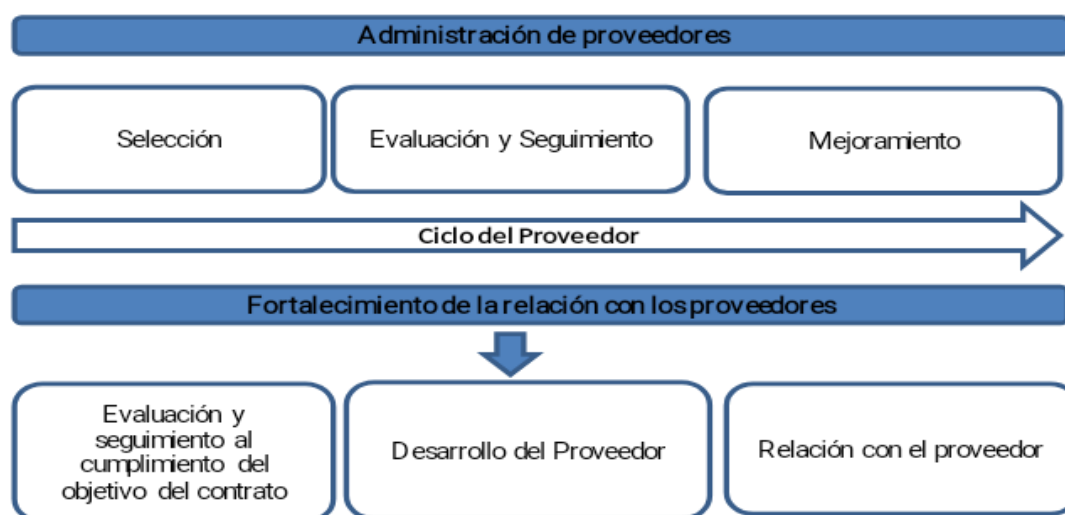 Administración de proveedores
Selección
Evaluación y Seguimiento
Mejoramiento
Ciclo del Proveedor
Fortalecimiento de la relación con los proveedores
Evaluación y
seguimiento al
cumplimiento del
objetivo del contrato
Desarrollo del Proveedor
Relación con el proveedor